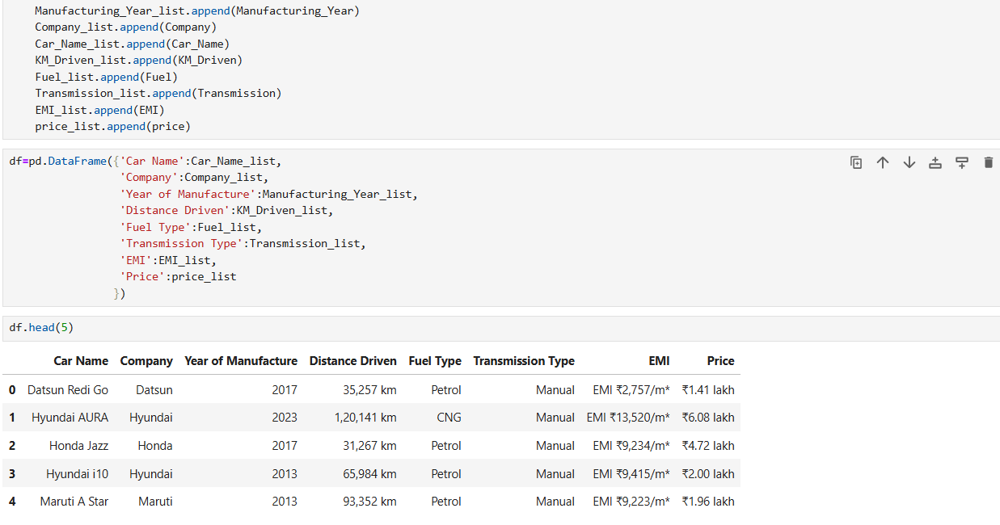 Manufacturing_Year_list.append(Manufacturing_Year)
Company_list.append(Company)
Car_Name_list.append(Car_Name)
KM_Driven_list.append(KM_Driven)
Fuel_list.append(Fuel)
Transmission_list.append(Transmission)
EMI_list.append(EMI)
price_list.append(price)
df=pd.DataFrame({'Car Name':Car_Name_list,
'Company':Company_list,
'Year of Manufacture':Manufacturing_Year_list,
'Distance Driven':KM_Driven_list,
'Fuel Type':Fuel_list,
'Transmission Type':Transmission_list,
'EMI':EMI_list,
'Price':price_list
})
df.head(5)
Car Name Company Year of Manufacture Distance Driven Fuel Type Transmission Type EMI Price
0 Datsun Redi Go Datsun 2017 35,257 km Petrol Manual EMI ₹2,757/m* ₹1.41 lakh
1 Hyundai AURA Hyundai 2023 1,20,141 km CNG Manual EMI ₹13,520/m* ₹6.08 lakh
2 Honda Jazz Honda 2017 31,267 km Petrol Manual EMI ₹9,234/m* ₹4.72 lakh
3 Hyundai i10 Hyundai 2013 65,984 km Petrol Manual EMI ₹9,415/m* ₹2.00 lakh
4 Maruti A Star Maruti 2013 93,352 km Petrol Manual EMI ₹9,223/m* ₹1.96 lakh